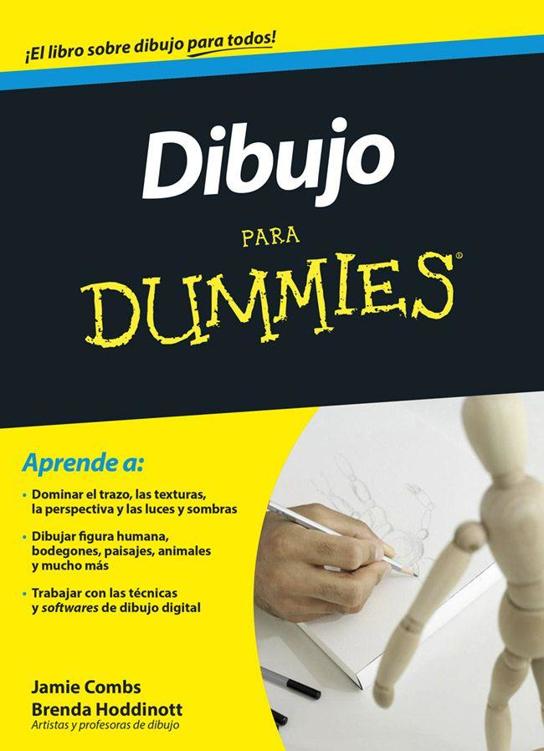 ¡El libro sobre dibujo para todos!
Dibujo
PARA
DUMMIES®
Aprende a:
• Dominar el trazo, las texturas,
la perspectiva y las luces y sombras
• Dibujar figura humana,
bodegones, paisajes, animales
y mucho más
• Trabajar con las técnicas
y softwares de dibujo digital
Jamie Combs
Brenda Hoddinott
Artistas y profesoras de dibujo